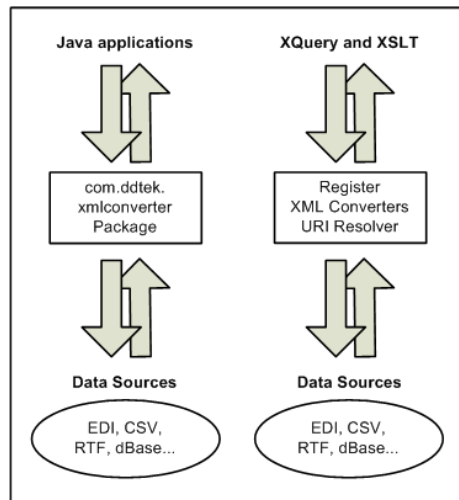 Java applications
com.ddtek.
xmlconverter
Package
Data Sources
EDI, CSV,
RTF, dBase...
XQuery and XSLT
Register
XML Converters
URI Resolver
Data Sources
EDI, CSV,
RTF, dBase...